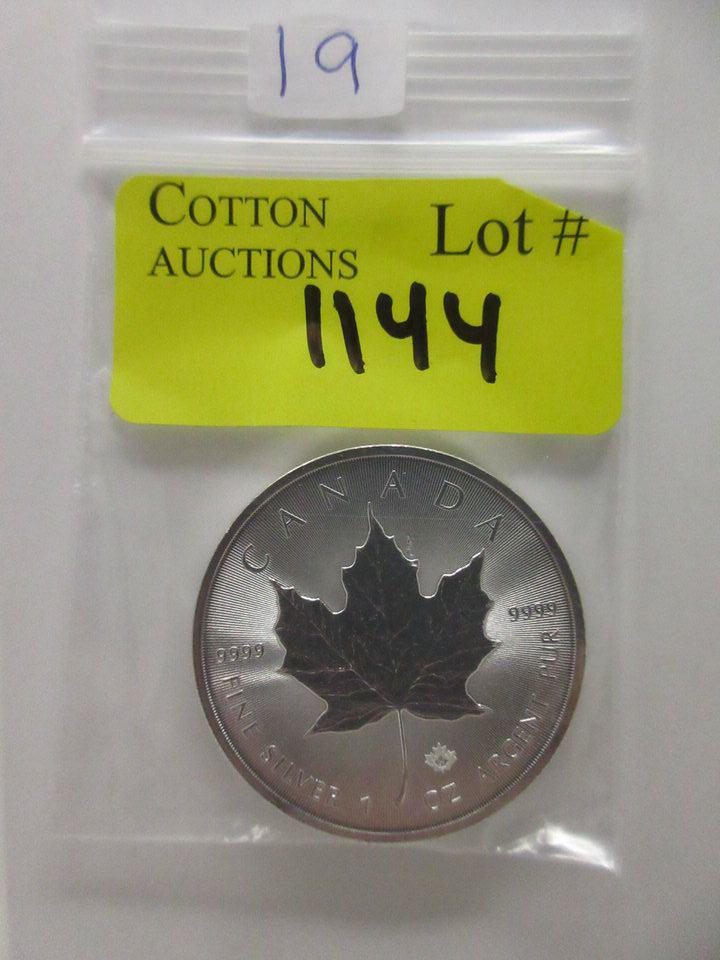 19
COTTON
AUCTIONS
Lot #
1144
CANADA
9999
9999
FINE SILVER 1 OZ ARGENT PUR